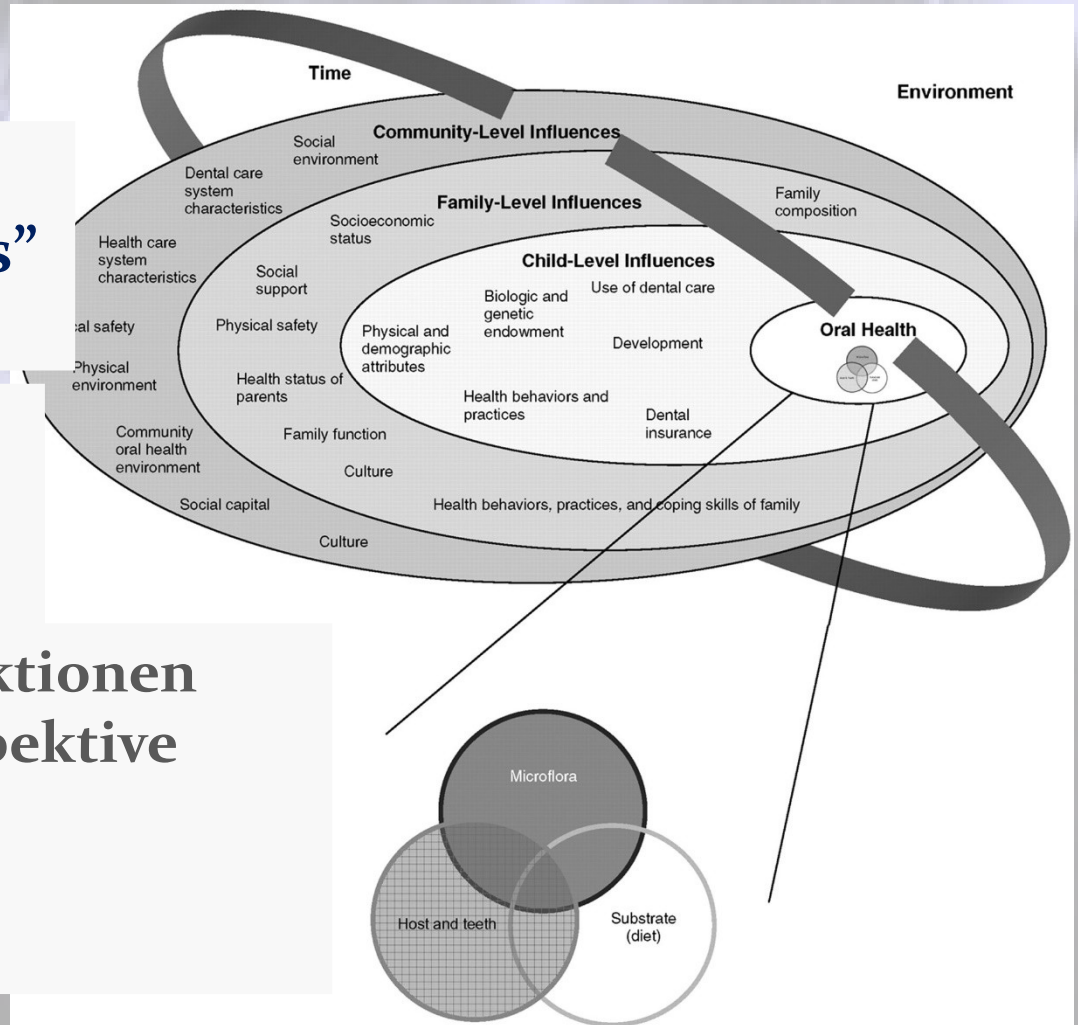 Time
Environment
Community-Level Influences
Social
environment
Dental care
system
characteristics
Health care
system
characteristics
safety
Physical
environment
Community
oral health
environment
Social capital
Culture
Family-Level Influences
Family
composition
Socioeconomic
status
Social
support
Physical safety
Health status of
parents
Family function
Culture
Health behaviors, practices, and coping skills of family
Child-Level Influences
Use of dental care
Biologic and
genetic
endowment
Physical and
demographic
attributes
Development
Health behaviors and
practices
Dental
insurance
Oral Health
s”
ktionen
pektive
Microflora
Host and teeth
Substrate
(diet)